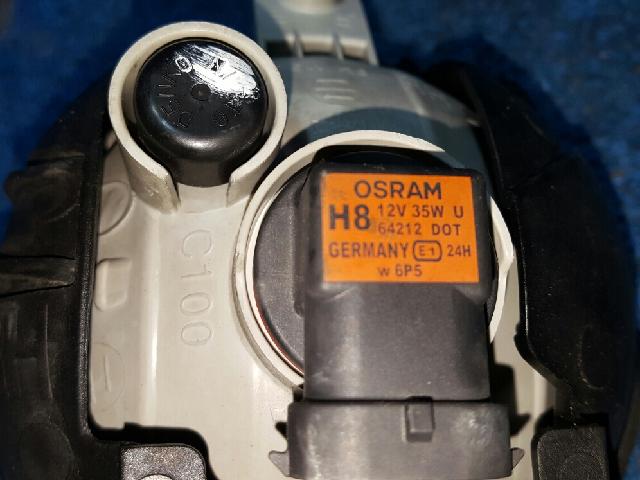 OSRAM
H8 12V 35W U
64212 DOT
GERMANY E1 24H
w 6P5
C100